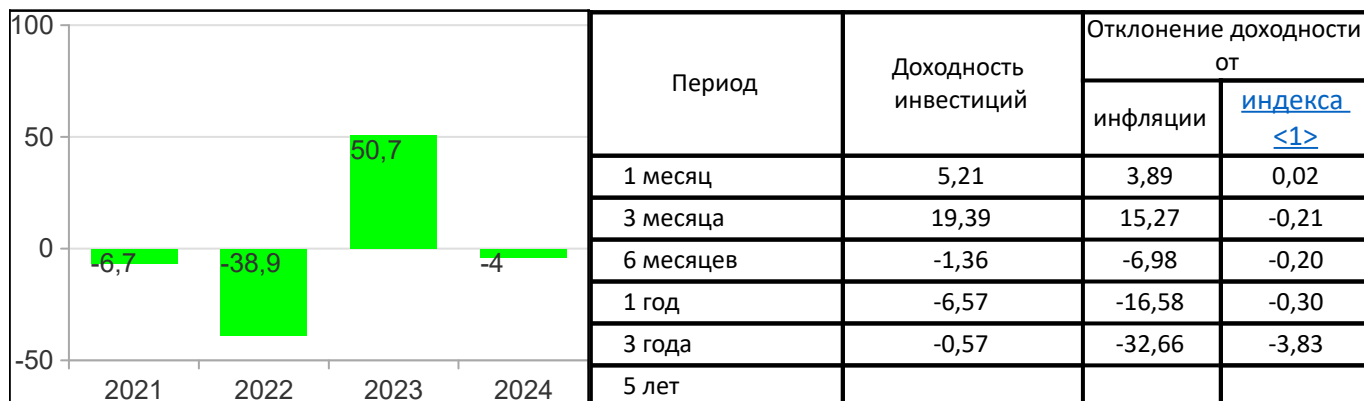 100
50
0
-50
-6,7
-38,9
50,7
-4
2021 2022 2023 2024
Период
Доходность
инвестиций
Отклонение доходности
от
инфляции
индекса
<1>
1 месяц 5,21 3,89 0,02
3 месяца 19,39 15,27 -0,21
6 месяцев -1,36 -6,98 -0,20
1 год -6,57 -16,58 -0,30
3 года -0,57 -32,66 -3,83
5 лет